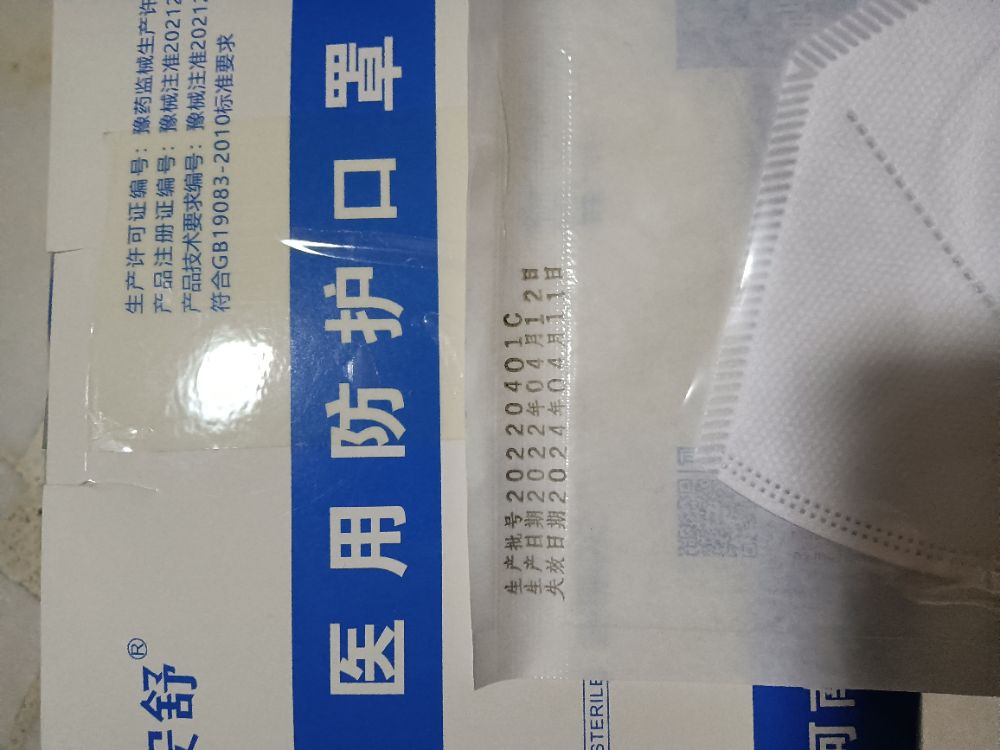 生产许可证编号：豫药监械生产许
产品注册证编号：豫械注准20212
产品技术要求编号：豫械注准20212
符合GB19083-2010标准要求
医用防护口罩
舒®
生产批号20220401C
生产日期2022年04月12日
失效日期2024年04月11日
STERILE
河南